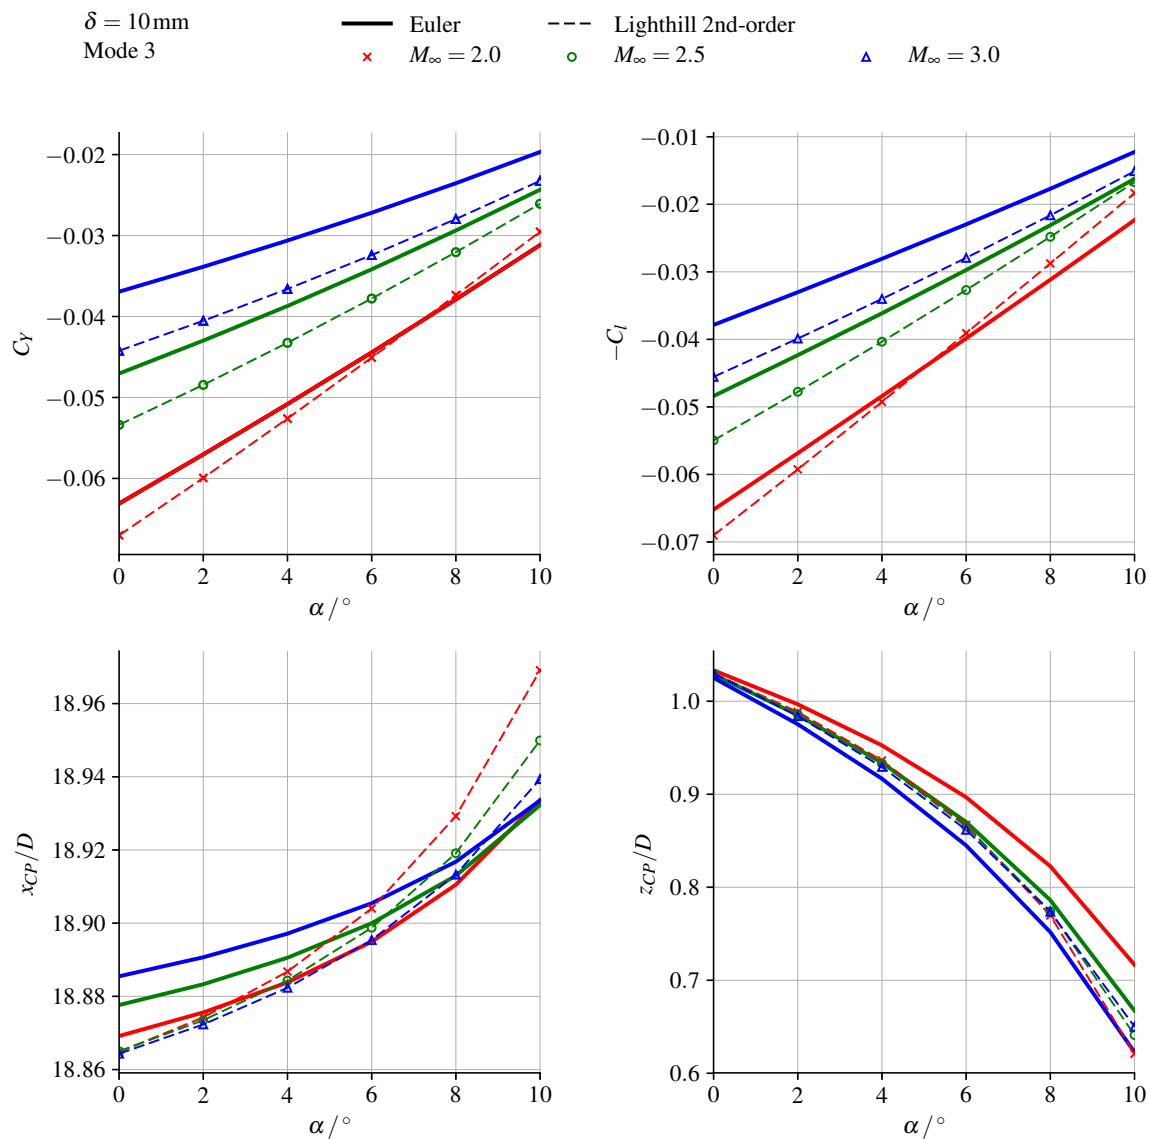 δ = 10 mm
Mode 3
Euler
Lighthill 2nd-order
M∞ = 2.0
M∞ = 2.5
M∞ = 3.0
−0.02
−0.03
−0.04
−0.05
−0.06
C_Y
0 2 4 6 8 10
α/°
−0.01
−0.02
−0.03
−0.04
−0.05
−0.06
−0.07
−C_l
0 2 4 6 8 10
α/°
18.96
18.94
18.92
18.90
18.88
18.86
x_CP/D
0 2 4 6 8 10
α/°
1.0
0.9
0.8
0.7
0.6
z_CP/D
0 2 4 6 8 10
α/°